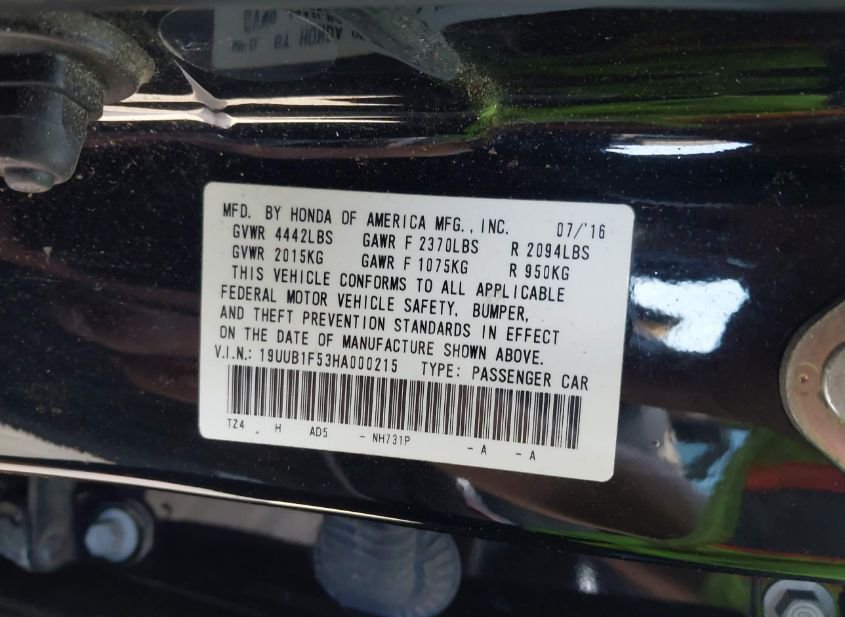 MFD. BY HONDA OF AMERICA MFG., INC. 07/'16
GVWR 4442LBS GAWR F 2370LBS R 2094LBS
GVWR 2015KG GAWR F 1075KG R 950KG
THIS VEHICLE CONFORMS TO ALL APPLICABLE
FEDERAL MOTOR VEHICLE SAFETY, BUMPER,
AND THEFT PREVENTION STANDARDS IN EFFECT
ON THE DATE OF MANUFACTURE SHOWN ABOVE.
V.I.N.: 19UUB1F53HA000215 TYPE: PASSENGER CAR
TZ4 . H AD5 - NH731P - A - A